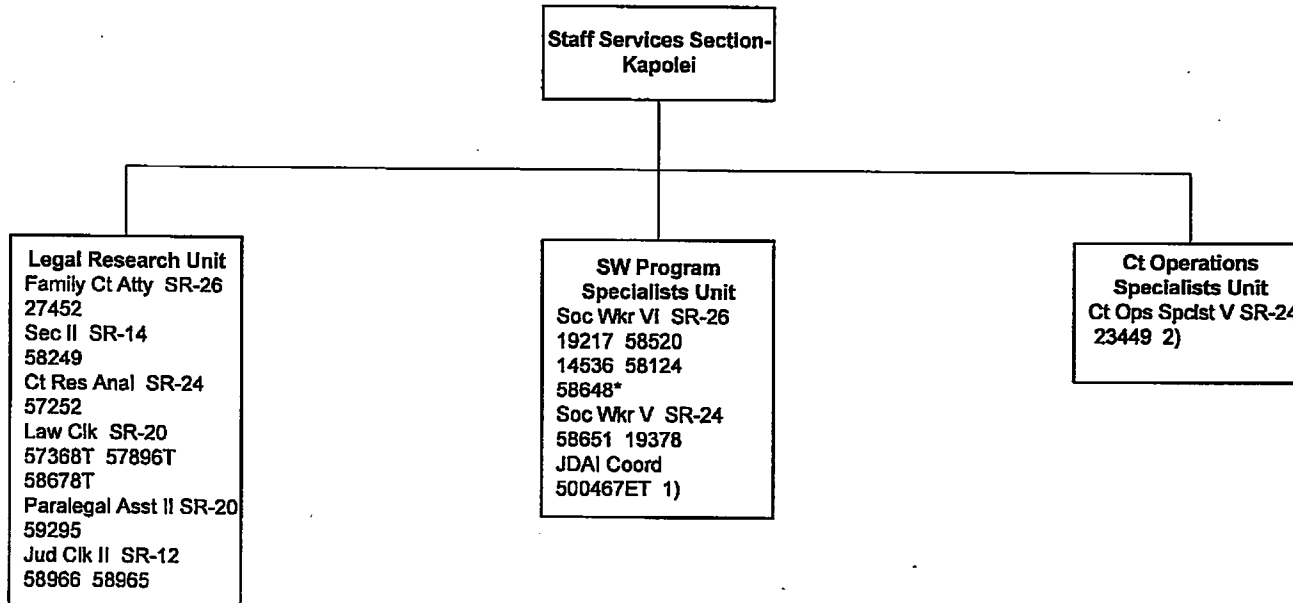 Staff Services Section-
Kapolei
Legal Research Unit
Family Ct Atty SR-26
27452
Sec II SR-14
58249
Ct Res Anal SR-24
57252
Law Clk SR-20
57368T 57896T
58678T
Paralegal Asst II SR-20
59295
Jud Clk II SR-12
58966 58965
SW Program
Specialists Unit
Soc Wkr VI SR-26
19217 58520
14536 58124
58648*
Soc Wkr V SR-24
58651 19378
JDAI Coord
500467ET 1)
Ct Operations
Specialists Unit
Ct Ops Spclst V SR-24
23449 2)